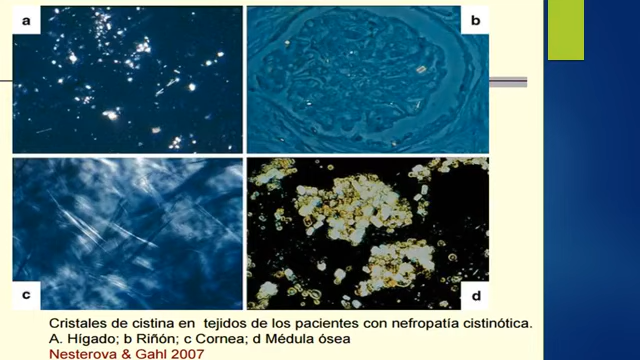 a
b
c
d
Cristales de cistina en tejidos de los pacientes con nefropatía cistinótica.
A. Hígado; b Riñón; c Cornea; d Médula ósea
Nesterova & Gahl 2007